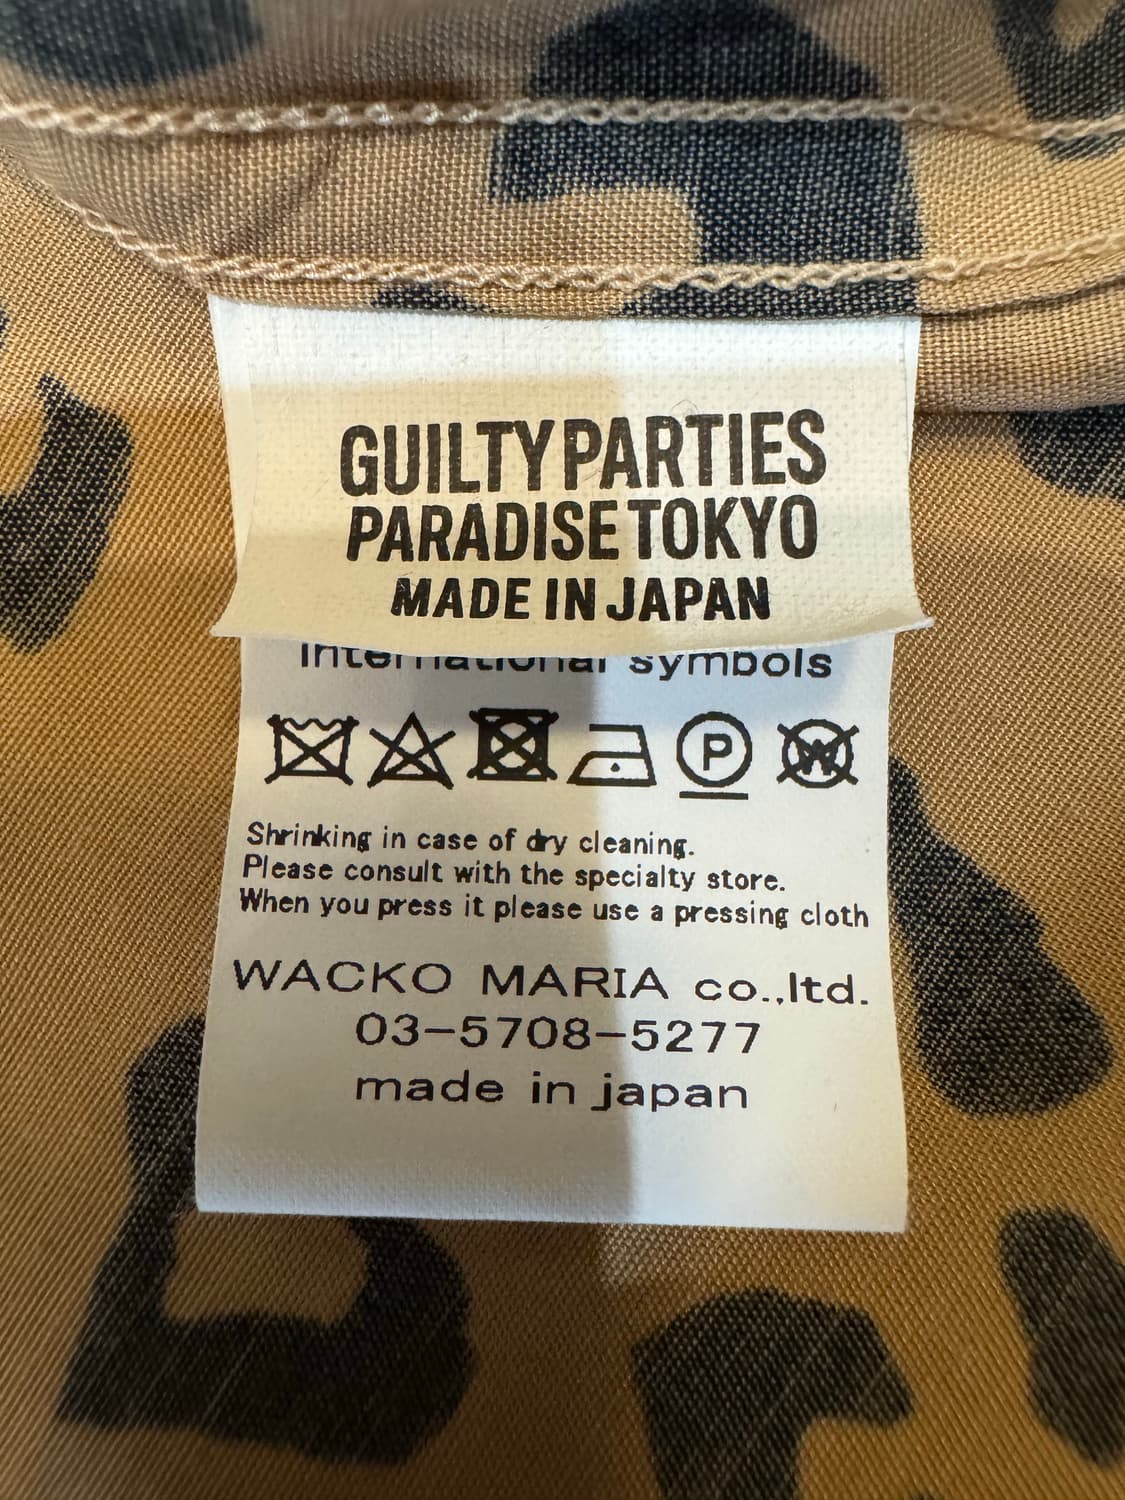 GUILTY PARTIES
PARADISE TOKYO
MADE IN JAPAN
International symbols
P
W
Shrinking in case of dry cleaning.
Please consult with the specialty store.
When you press it please use a pressing cloth
WACKO MARIA co.,ltd.
03-5708-5277
made in japan